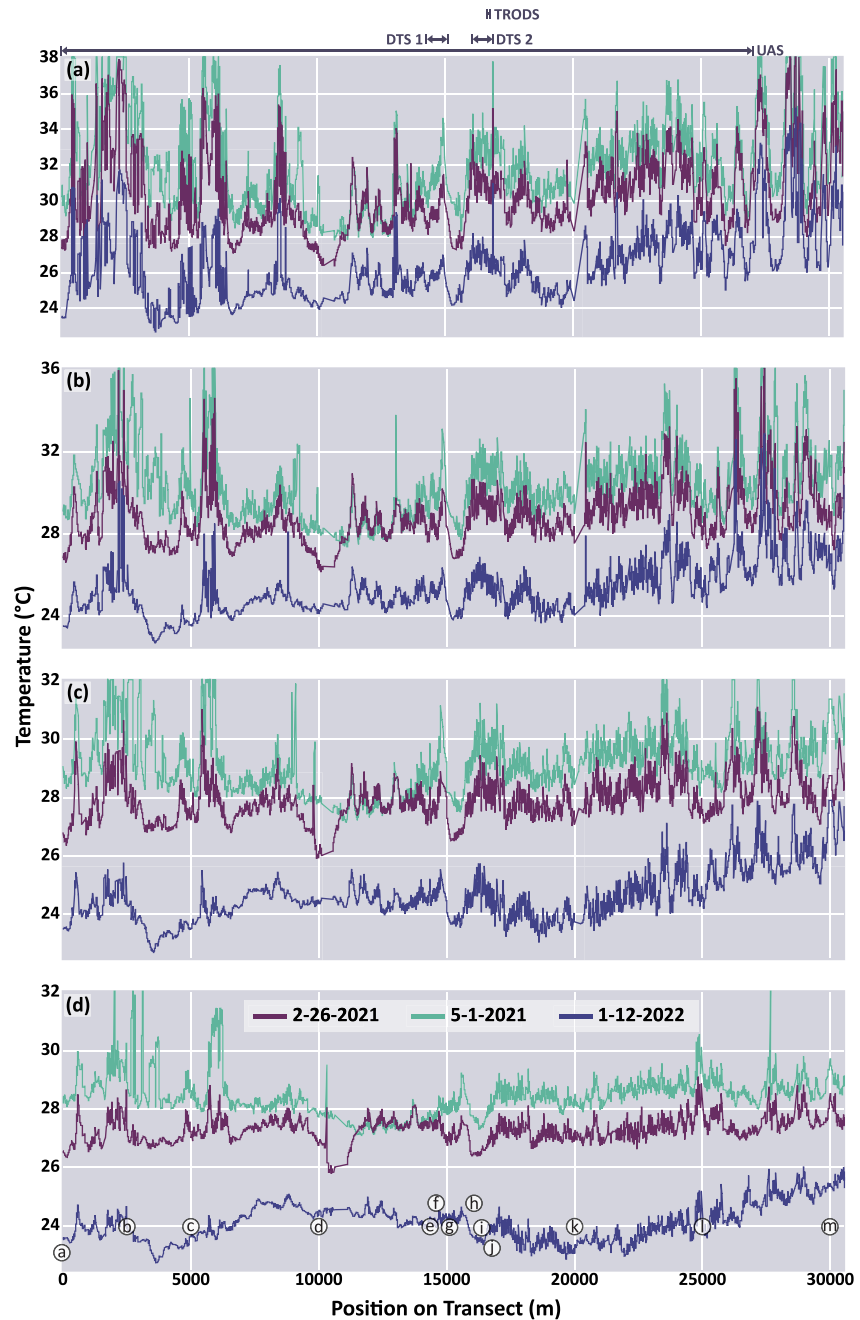 TRODS
DTS 1 DTS 2
UAS
(a)
38
36
34
32
30
28
26
24
(b)
36
32
28
24
(c)
32
30
28
26
24
Temperature (°C)
(d)
32
30
28
26
24
2-26-2021 5-1-2021 1-12-2022
a b c d e f g h i j k l m
0 5000 10000 15000 20000 25000 30000
Position on Transect (m)